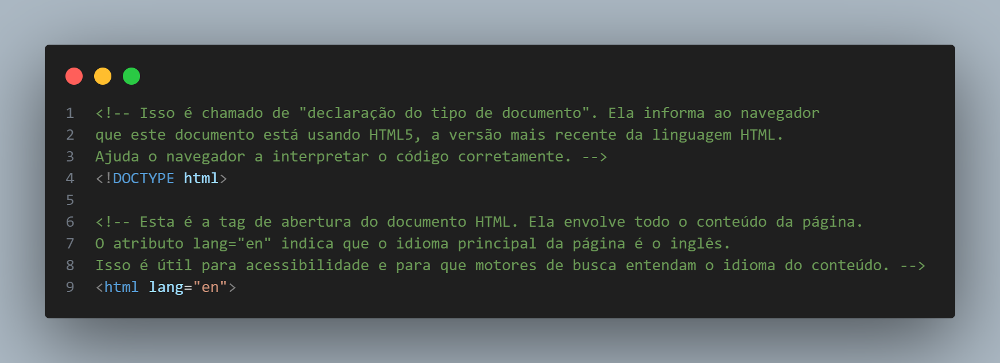 1 <!-- Isso é chamado de "declaração do tipo de documento". Ela informa ao navegador
2 que este documento está usando HTML5, a versão mais recente da linguagem HTML.
3 Ajuda o navegador a interpretar o código corretamente. -->
4 <!DOCTYPE html>
5
6 <!-- Esta é a tag de abertura do documento HTML. Ela envolve todo o conteúdo da página.
7 O atributo lang="en" indica que o idioma principal da página é o inglês.
8 Isso é útil para acessibilidade e para que motores de busca entendam o idioma do conteúdo. -->
9 <html lang="en">